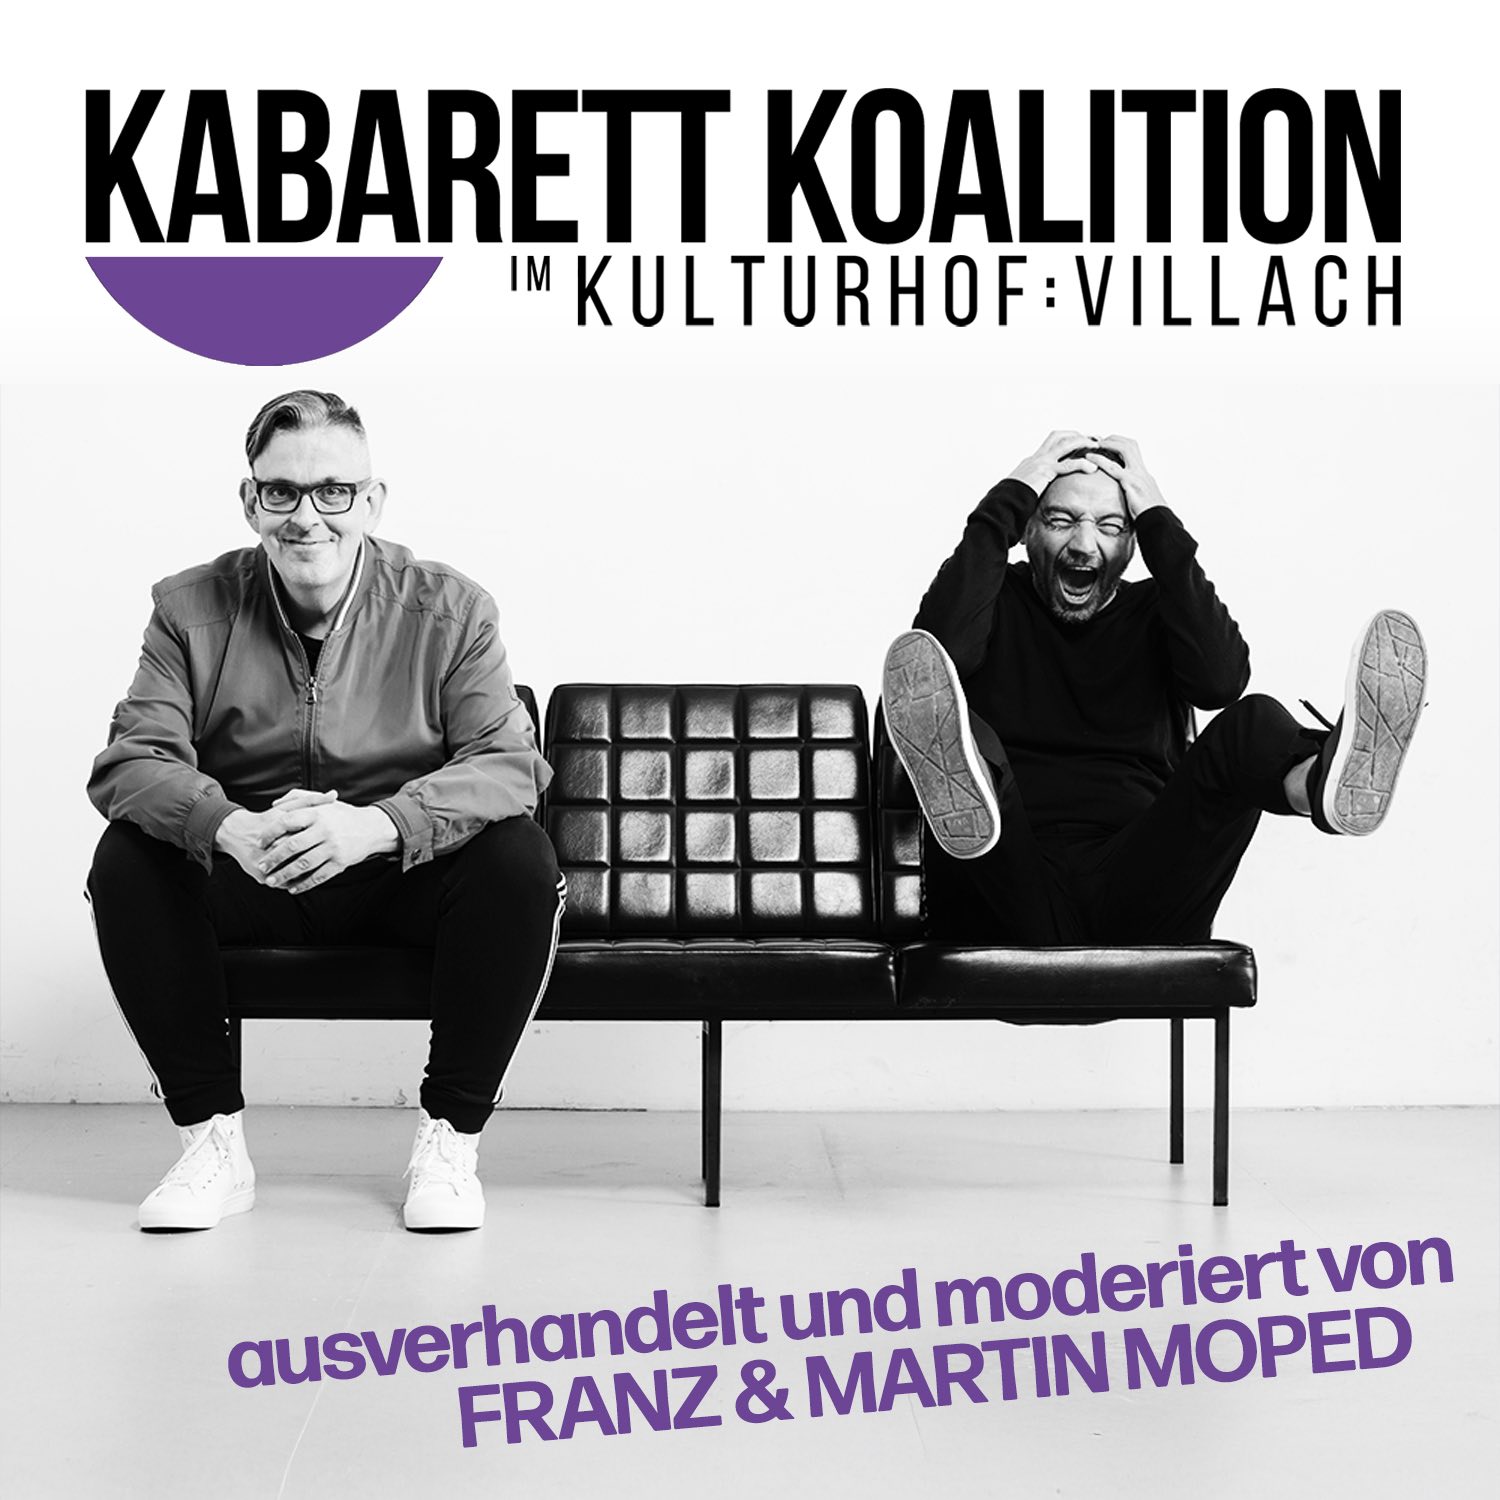 KABARETT KOALITION
IM KULTURHOF:VILLACH
ausverhandelt und moderiert von
FRANZ & MARTIN MOPED